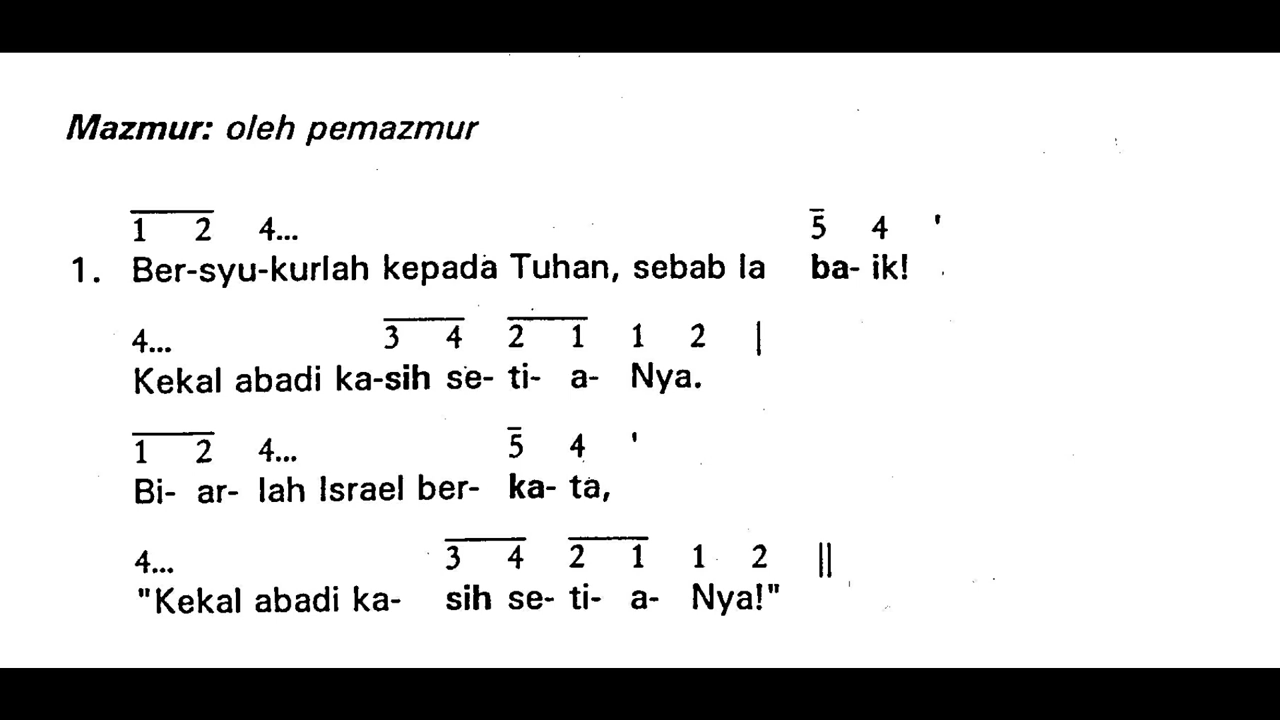 Mazmur: oleh pemazmur
1 2 4... 5 4 '
1. Ber-syu-kurlah kepada Tuhan, sebab Ia ba- ik!
4... 3 4 2 1 1 2 |
Kekal abadi ka-sih se- ti- a- Nya.
1 2 4... 5 4 '
Bi- ar- lah Israel ber- ka- ta,
4... 3 4 2 1 1 2 ||
"Kekal abadi ka- sih se- ti- a- Nya!"